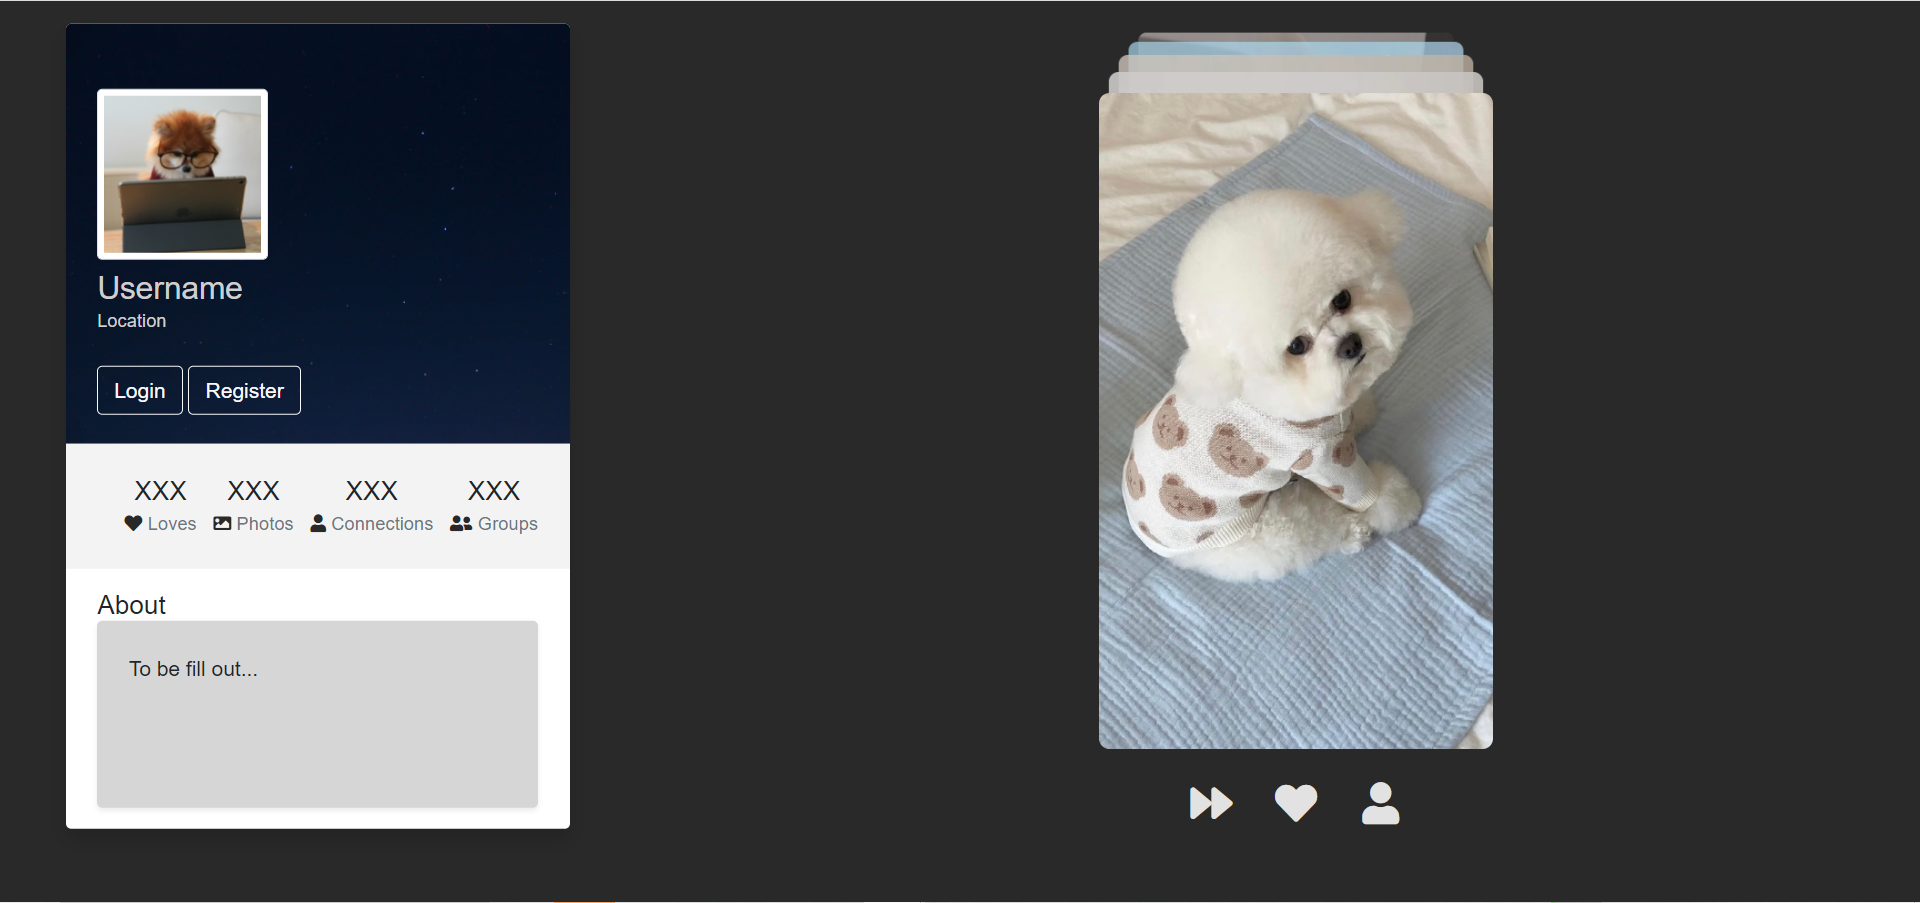 Username
Location
Login Register
XXX XXX XXX XXX
Loves Photos Connections Groups
About
To be fill out...